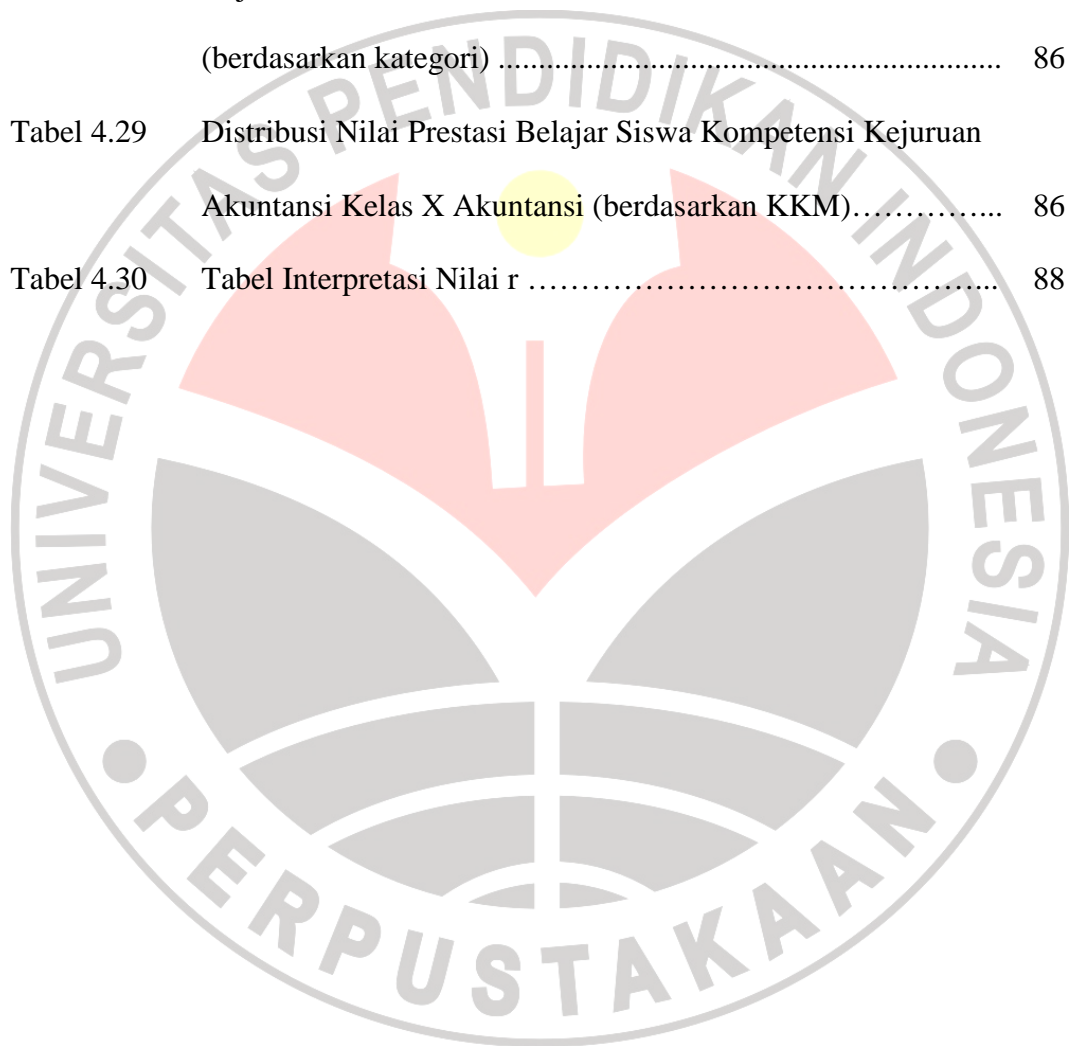 (berdasarkan kategori) ........................................................... 86
Tabel 4.29 Distribusi Nilai Prestasi Belajar Siswa Kompetensi Kejuruan
Akuntansi Kelas X Akuntansi (berdasarkan KKM)………….. 86
Tabel 4.30 Tabel Interpretasi Nilai r ……………………………………... 88
UNIVERSITAS PENDIDIKAN INDONESIA
PERPUSTAKAAN